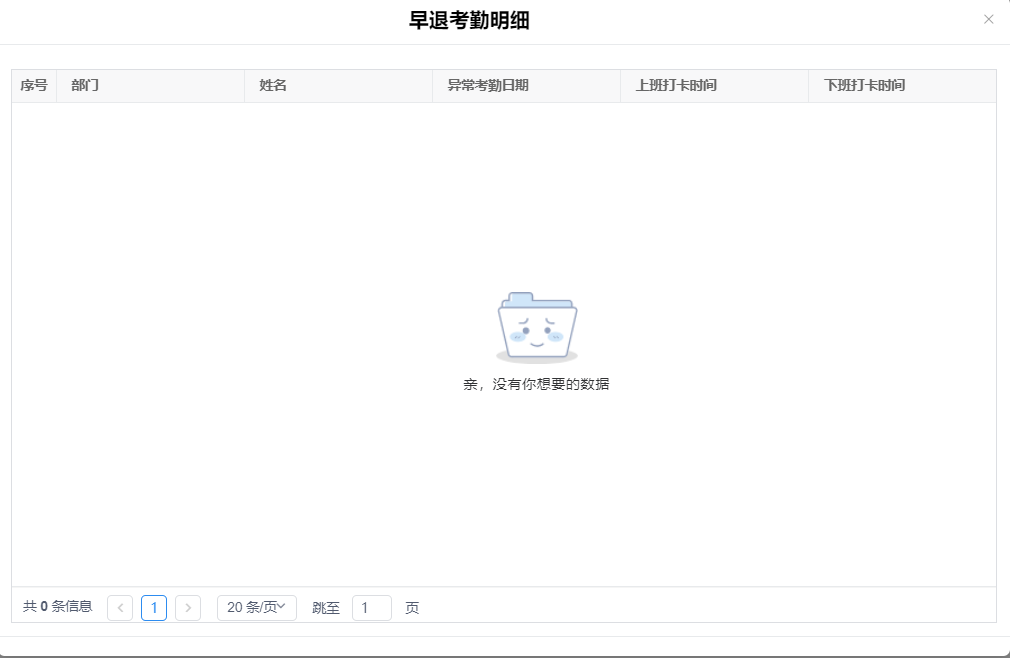 早退考勤明细
序号 部门 姓名 异常考勤日期 上班打卡时间 下班打卡时间
亲，没有你想要的数据
共 0 条信息 1 20 条/页 跳至 1 页